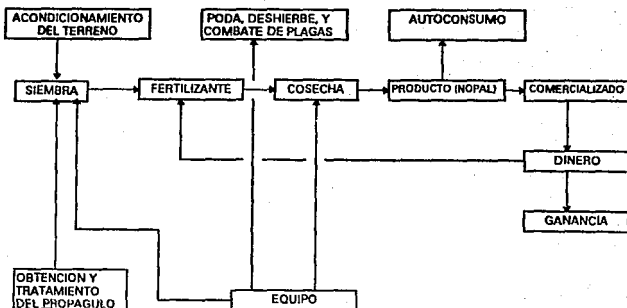 ACONDICIONAMIENTO
DEL TERRENO
PODA, DESHIERBE, Y
COMBATE DE PLAGAS
AUTOCONSUMO
SIEMBRA
FERTILIZANTE
COSECHA
PRODUCTO (NOPAL)
COMERCIALIZADO
DINERO
GANANCIA
OBTENCION Y
TRATAMIENTO
DEL PROPAGULO
EQUIPO